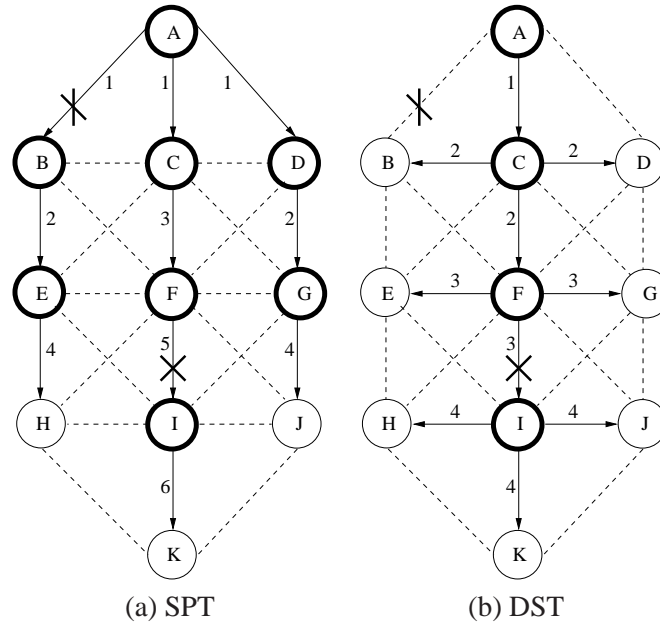 A A
1 1 1 1
B C D B C D
2 2
2 3 2 2
E F G E F G
3 3
4 5 4 3
H I J H I J
4 4
6 4
K K
(a) SPT (b) DST